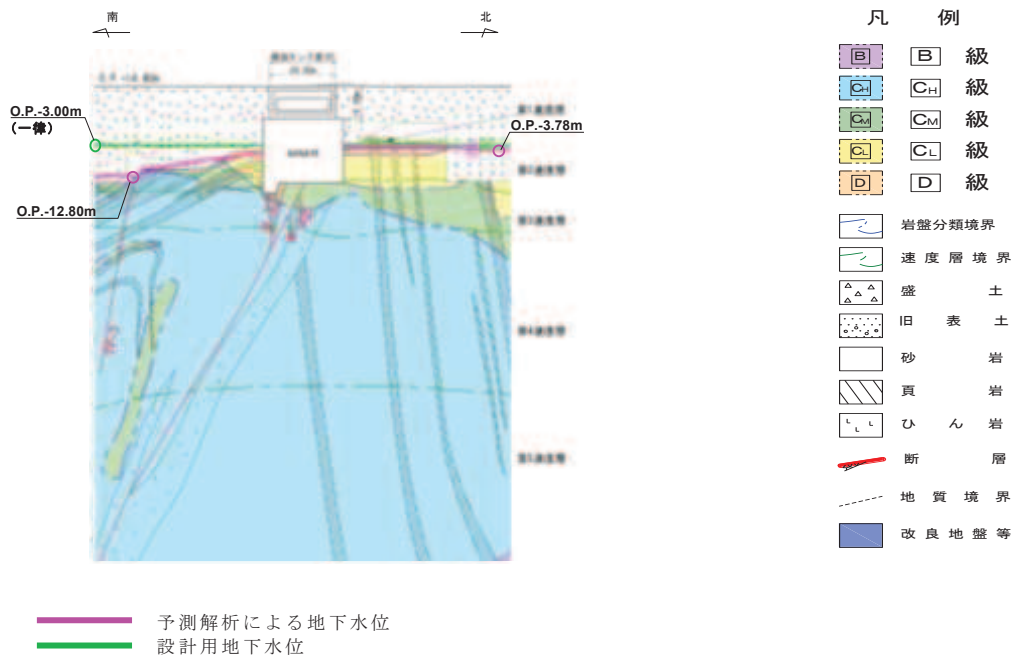 南
北
O.P.-3.00m
(一律)
O.P.-3.78m
O.P.-12.80m
凡 例
B B 級
CH CH 級
CM CM 級
CL CL 級
D D 級
岩盤分類境界
速度層境界
盛土
旧表土
砂岩
頁岩
ひん岩
断層
地質境界
改良地盤等
予測解析による地下水位
設計用地下水位